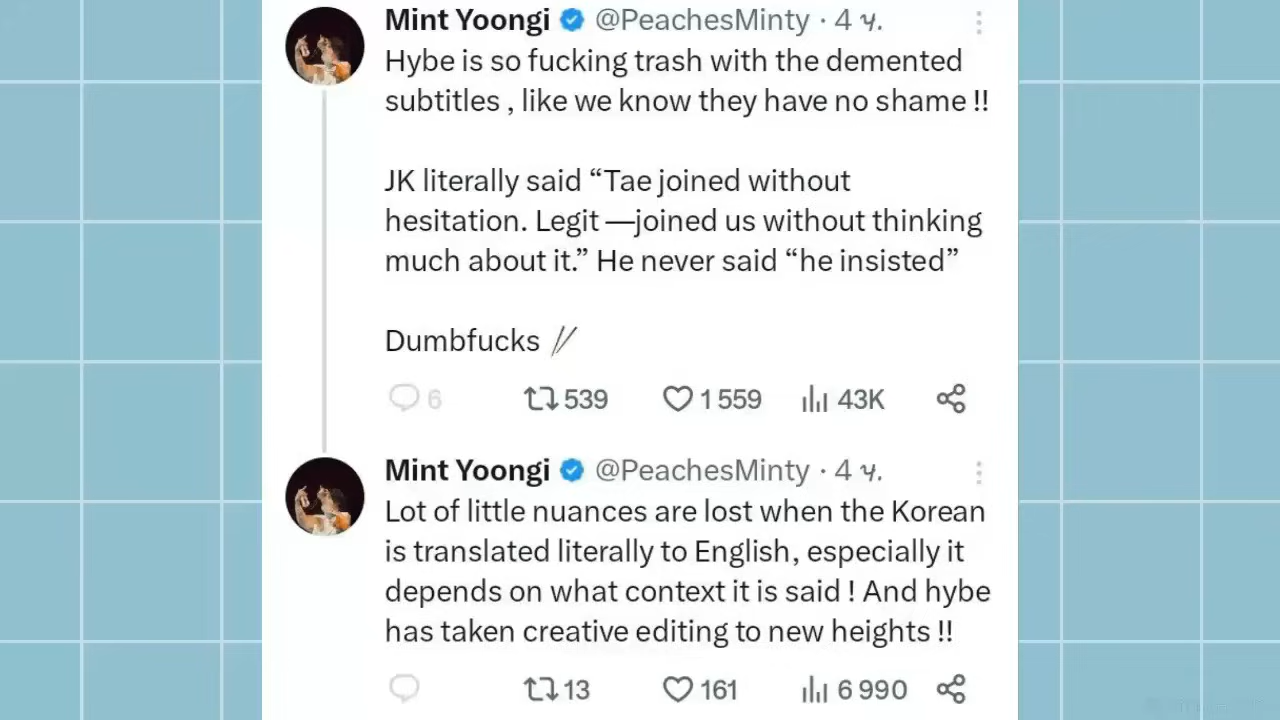 Mint Yoongi @PeachesMinty · 4 ч.
Hybe is so fucking trash with the demented
subtitles , like we know they have no shame !!
JK literally said “Tae joined without
hesitation. Legit —joined us without thinking
much about it.” He never said “he insisted”
Dumbfucks
6 539 1 559 43K
Mint Yoongi @PeachesMinty · 4 ч.
Lot of little nuances are lost when the Korean
is translated literally to English, especially it
depends on what context it is said ! And hybe
has taken creative editing to new heights !!
13 161 6 990